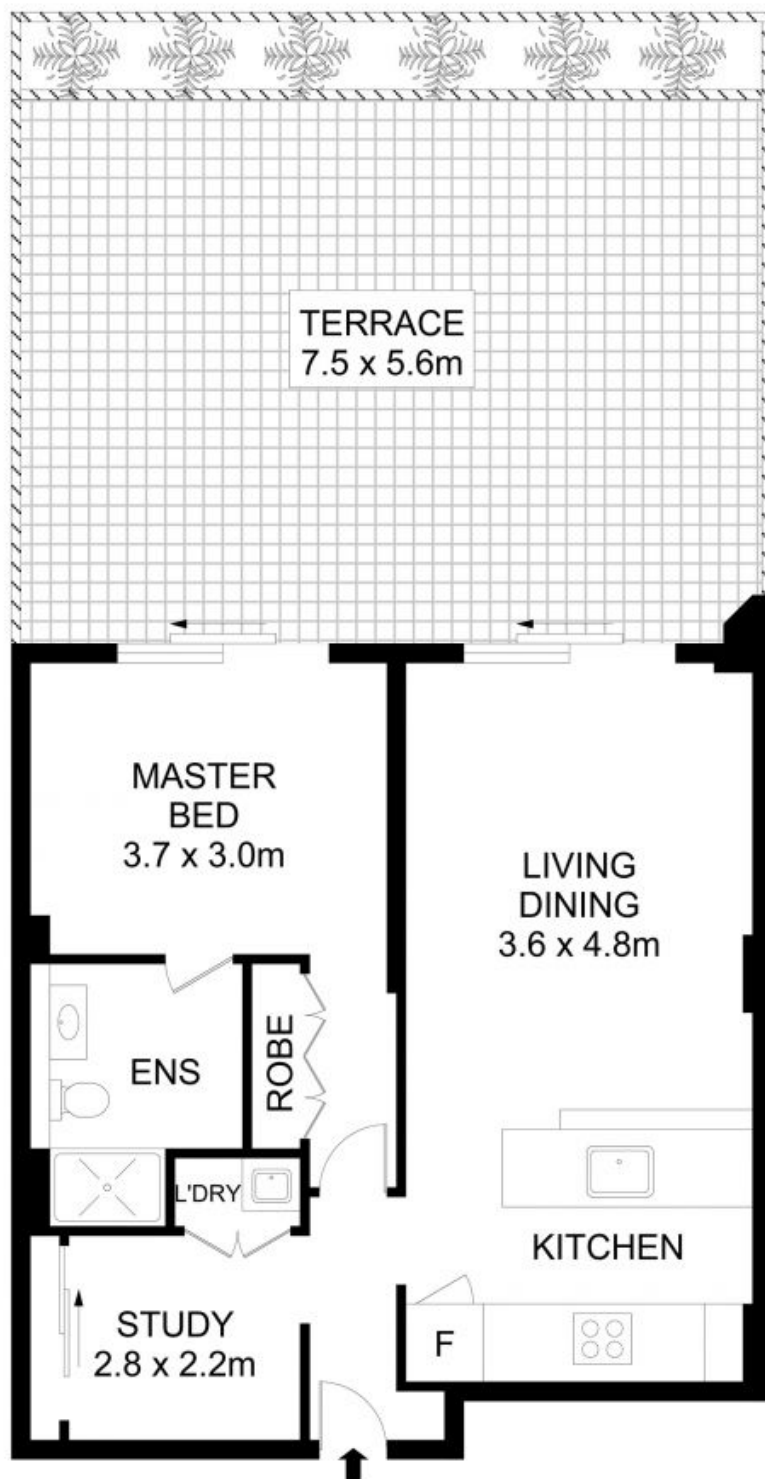 TERRACE
7.5 x 5.6m
MASTER
BED
3.7 x 3.0m
LIVING
DINING
3.6 x 4.8m
ENS
ROBE
L'DRY
KITCHEN
STUDY
2.8 x 2.2m
F